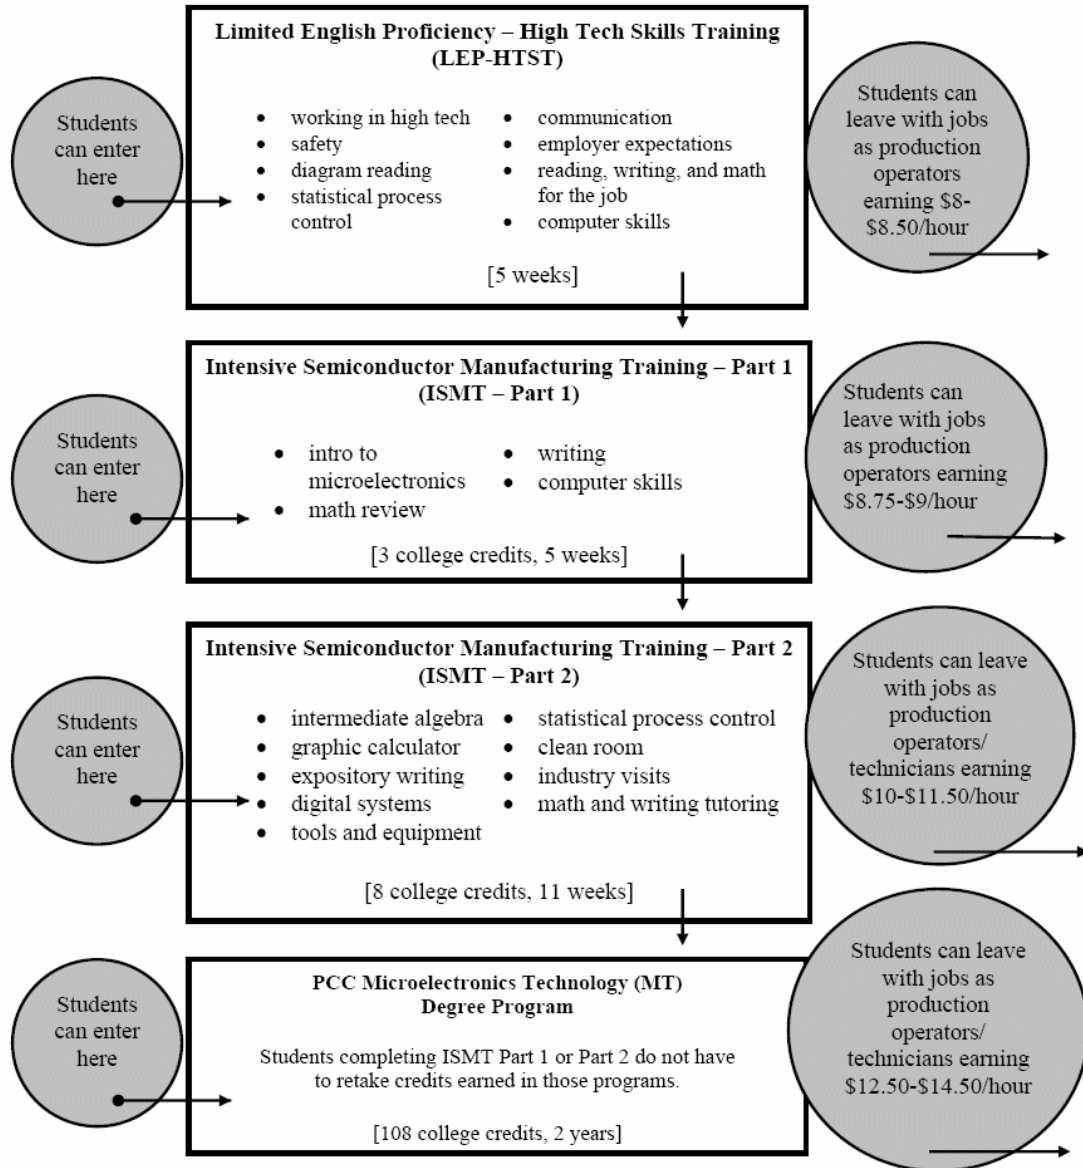 Limited English Proficiency – High Tech Skills Training
(LEP-HTST)
Students
can enter
here
• working in high tech
• safety
• diagram reading
• statistical process
control
• communication
• employer expectations
• reading, writing, and math
for the job
• computer skills
[5 weeks]
Students can
leave with jobs
as production
operators
earning $8-
$8.50/hour
Intensive Semiconductor Manufacturing Training – Part 1
(ISMT – Part 1)
Students
can enter
here
• intro to
microelectronics
• math review
• writing
• computer skills
[3 college credits, 5 weeks]
Students can
leave with jobs
as production
operators earning
$8.75-$9/hour
Intensive Semiconductor Manufacturing Training – Part 2
(ISMT – Part 2)
Students
can enter
here
• intermediate algebra
• graphic calculator
• expository writing
• digital systems
• tools and equipment
• statistical process control
• clean room
• industry visits
• math and writing tutoring
[8 college credits, 11 weeks]
Students can leave
with jobs as
production
operators/
technicians earning
$10-$11.50/hour
PCC Microelectronics Technology (MT)
Degree Program
Students
can enter
here
Students completing ISMT Part 1 or Part 2 do not have
to retake credits earned in those programs.
[108 college credits, 2 years]
Students can leave
with jobs as
production
operators/
technicians earning
$12.50-$14.50/hour